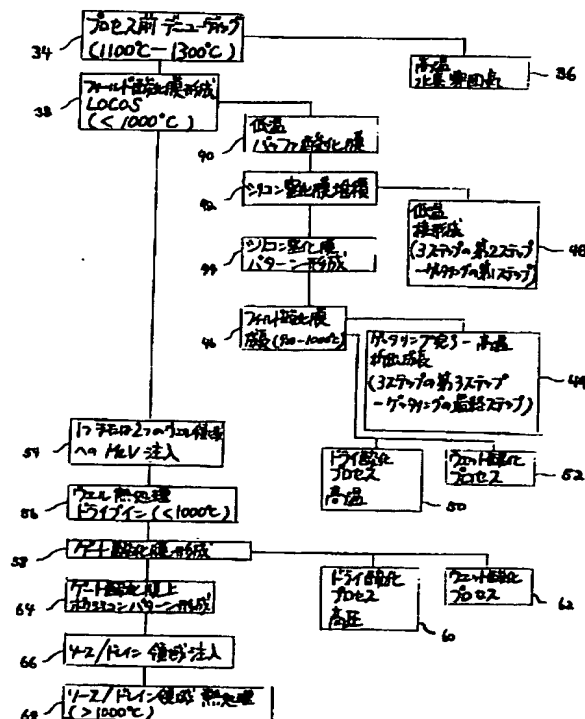 34
プロセス前 デニューディング
(1100°C－1300°C)
高温
水素雰囲気
36
38
フィールド酸化膜形成
LOCOS
(< 1000°C)
40
低温
バッファ酸化膜
42
シリコン窒化膜堆積
低温
核形成
(3ステップの第2ステップ
－ゲッタリングの第1ステップ)
48
44
シリコン窒化膜
パターン形成
46
フィールド酸化膜
成長(900-1000°C)
ゲッタリング完了－高温
析出成長
(3ステップの第3ステップ
－ゲッタリングの最終ステップ)
49
54
1つまたは2つのウェル領域
へのMeV注入
ドライ酸化
プロセス
高温
50
ウェット酸化
プロセス
52
56
ウェル熱処理
ドライブイン(<1000°C)
58
ゲート酸化膜形成
ドライ酸化
プロセス
高圧
60
ウェット酸化
プロセス
62
64
ゲート酸化膜上
ポリシリコンパターン形成
66
ソース/ドレイン領域注入
68
ソース/ドレイン領域熱処理
(>1000°C)